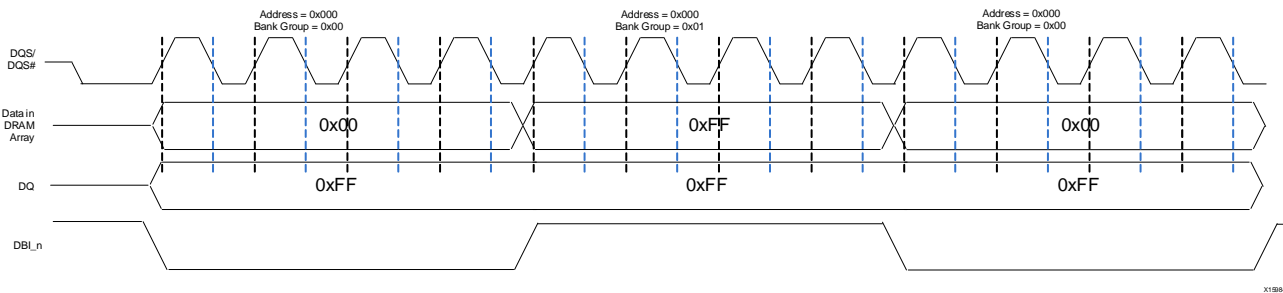 Address = 0x000
Bank Group = 0x00
Address = 0x000
Bank Group = 0x01
Address = 0x000
Bank Group = 0x00
DQS/
DQS#
Data in
DRAM
Array
0x00
0xFF
0x00
DQ
0xFF
0xFF
0xFF
DBI_n